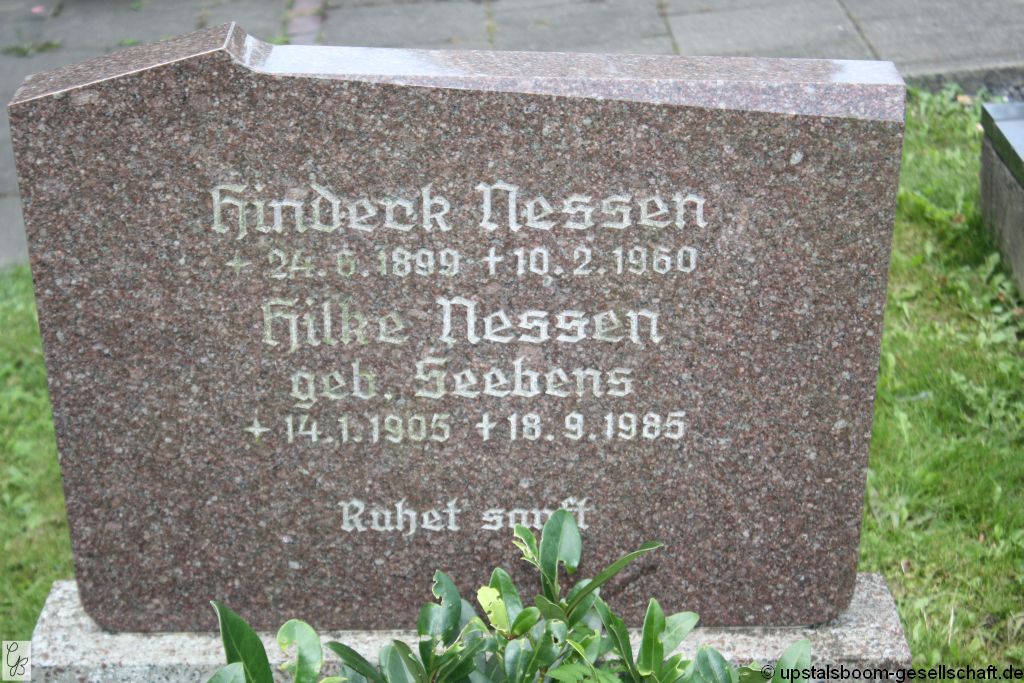 Hinderk Nessen
+ 24.6.1899 † 10.2.1960
Hilke Nessen
geb. Seebens
+ 14.1.1905 † 18.9.1985
Ruhet sanft
© upstalsboom-gesellschaft.de